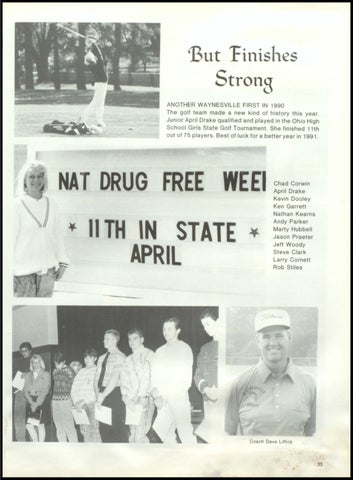 But Finishes
Strong
ANOTHER WAYNESVILLE FIRST IN 1990
The golf team made a new kind of history this year.
Junior April Drake qualified and played in the Ohio High
School Girls State Golf Tournament. She finished 11th
out of 75 players. Best of luck for a better year in 1991.
NAT DRUG FREE WEEI
* 11TH IN STATE *
APRIL
Chad Corwin
April Drake
Kevin Dooley
Ken Garrett
Nathan Kearns
Andy Parker
Marty Hubbell
Jason Praeter
Jeff Woody
Steve Clark
Larry Cornett
Rob Stiles
Coach Dave Liffick
35